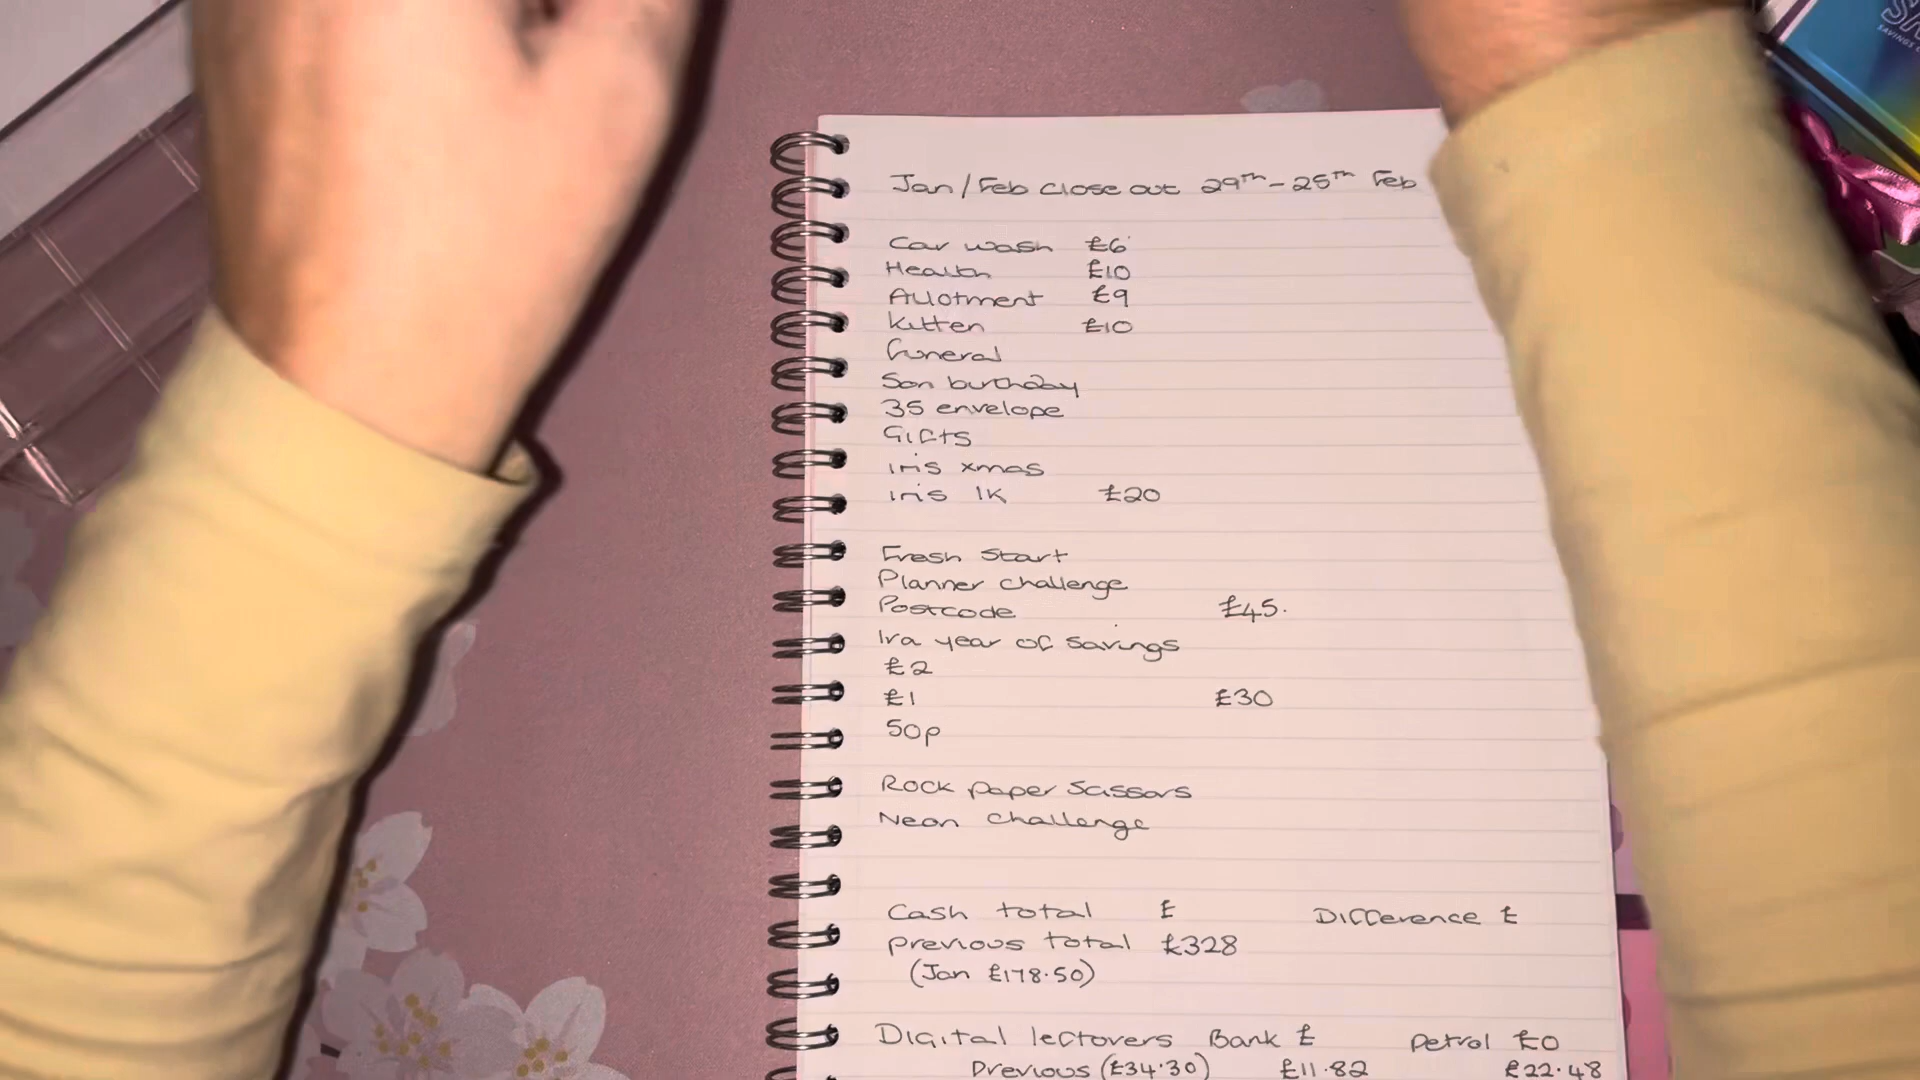 Jan/Feb close out 29th - 25th Feb
Car wash £6
Health £10
Allotment £9
Kitten £10
Funeral
Son birthday
35 envelope
Gifts
Iris xmas
Iris 1K £20
Fresh Start
Planner challenge
Postcode £45.
Ira year of savings
£2
£1 £30
50p
Rock paper Scissors
Neon challenge
Cash total £ Difference £
previous total £328
(Jan £178.50)
Digital leftovers Bank £ Petrol £0
Previous (£34.30) £11.82 £22.48